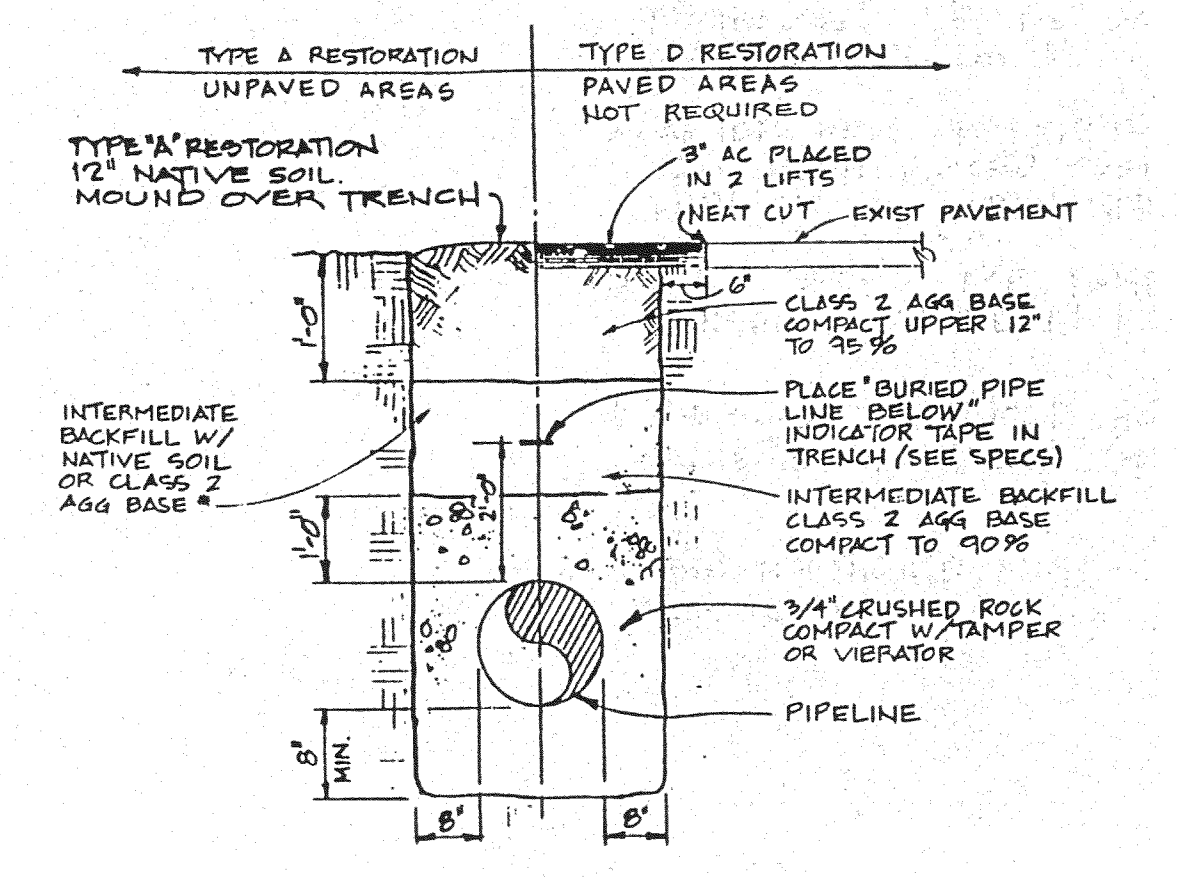 TYPE A RESTORATION
UNPAVED AREAS
TYPE D RESTORATION
PAVED AREAS
NOT REQUIRED
TYPE "A" RESTORATION
12" NATIVE SOIL.
MOUND OVER TRENCH
3" AC PLACED
IN 2 LIFTS
NEAT CUT
EXIST PAVEMENT
6"
1'-0"
CLASS 2 AGG BASE
COMPACT UPPER 12"
TO 95%
PLACE "BURIED PIPE
LINE BELOW"
INDICATOR TAPE IN
TRENCH (SEE SPECS)
INTERMEDIATE
BACKFILL W/
NATIVE SOIL
OR CLASS 2
AGG BASE *
2'-0"
1'-0"
INTERMEDIATE BACKFILL
CLASS 2 AGG BASE
COMPACT TO 90%
3/4" CRUSHED ROCK
COMPACT W/TAMPER
OR VIBRATOR
PIPELINE
8"
MIN.
8"
8"